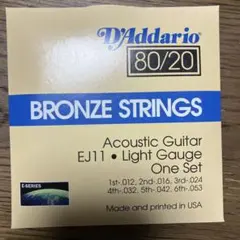 D'Addario
80/20
BRONZE STRINGS
Acoustic Guitar
EJ11 • Light Gauge
One Set
1st-.012, 2nd-.016, 3rd-.024
4th-.032, 5th-.042, 6th-.053
Made and printed in USA
E-SERIES